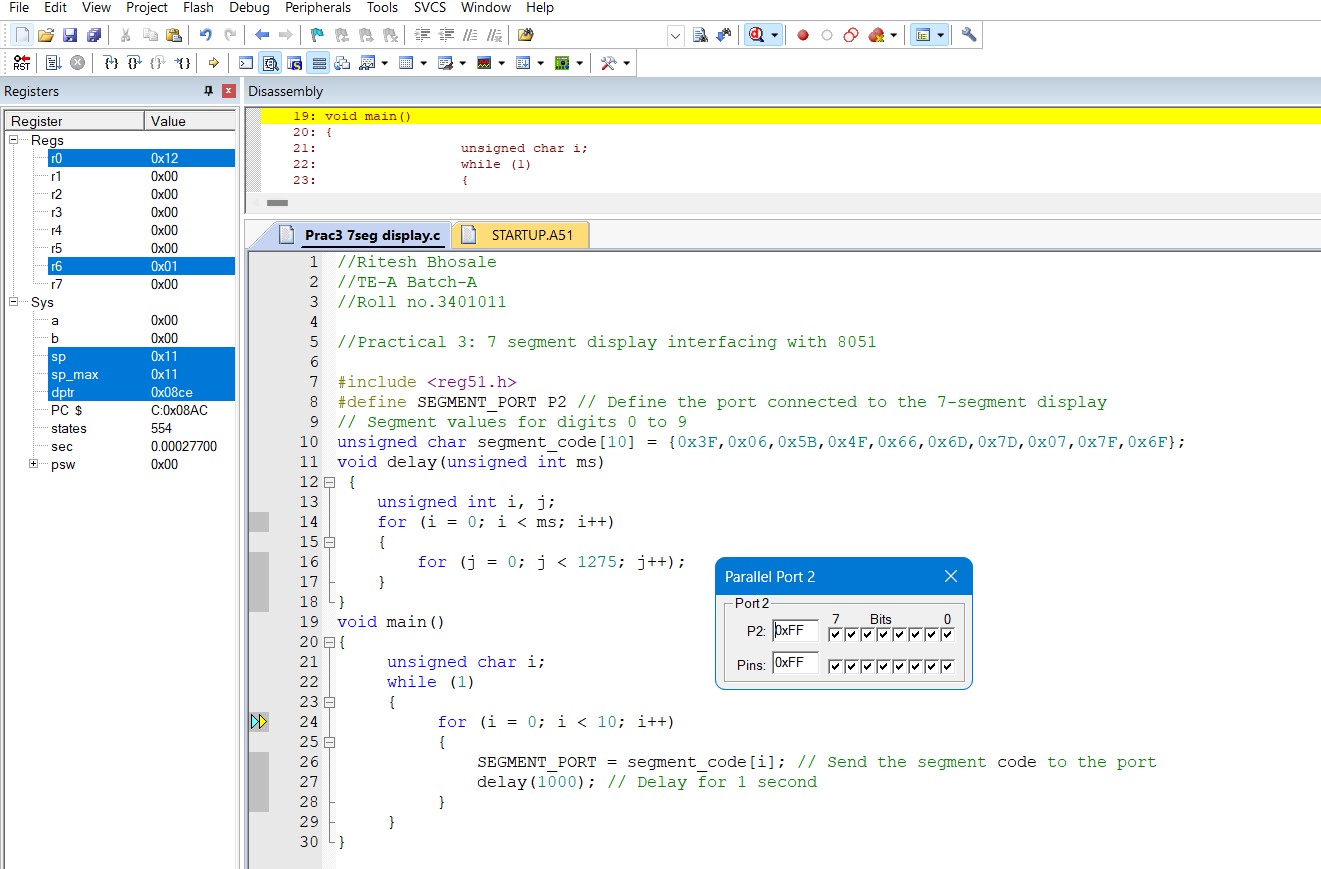 File Edit View Project Flash Debug Peripherals Tools SVCS Window Help
RST
Registers
Register Value
Regs
r0 0x12
r1 0x00
r2 0x00
r3 0x00
r4 0x00
r5 0x00
r6 0x01
r7 0x00
Sys
a 0x00
b 0x00
sp 0x11
sp_max 0x11
dptr 0x08ce
PC $ C:0x08AC
states 554
sec 0.00027700
psw 0x00
Disassembly
19: void main()
20: {
21: unsigned char i;
22: while (1)
23: {
Prac3 7seg display.c STARTUP.A51
1 //Ritesh Bhosale
2 //TE-A Batch-A
3 //Roll no.3401011
4
5 //Practical 3: 7 segment display interfacing with 8051
6
7 #include <reg51.h>
8 #define SEGMENT_PORT P2 // Define the port connected to the 7-segment display
9 // Segment values for digits 0 to 9
10 unsigned char segment_code[10] = {0x3F,0x06,0x5B,0x4F,0x66,0x6D,0x7D,0x07,0x7F,0x6F};
11 void delay(unsigned int ms)
12 {
13 unsigned int i, j;
14 for (i = 0; i < ms; i++)
15 {
16 for (j = 0; j < 1275; j++);
17 }
18 }
19 void main()
20 {
21 unsigned char i;
22 while (1)
23 {
24 for (i = 0; i < 10; i++)
25 {
26 SEGMENT_PORT = segment_code[i]; // Send the segment code to the port
27 delay(1000); // Delay for 1 second
28 }
29 }
30 }
Parallel Port 2
Port 2
7 Bits 0
P2: 0xFF
Pins: 0xFF